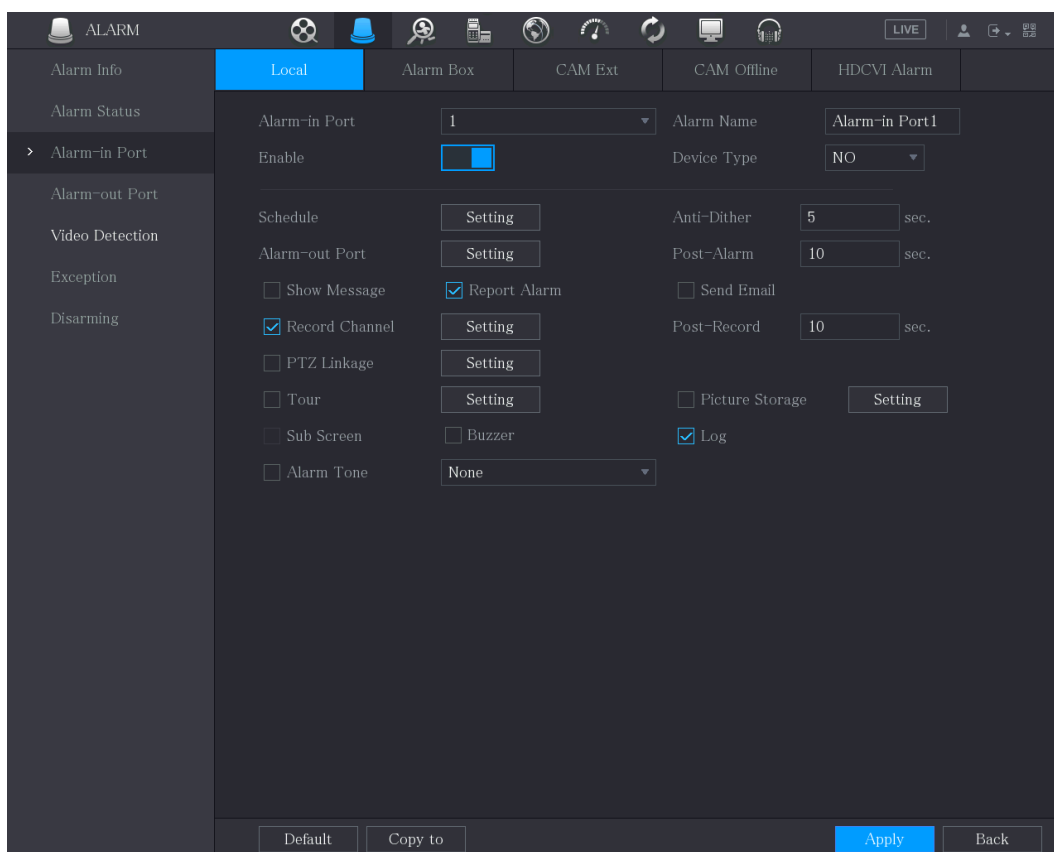 ALARM LIVE
Alarm Info
Alarm Status
Alarm-in Port
Alarm-out Port
Video Detection
Exception
Disarming
Local Alarm Box CAM Ext CAM Offline HDCVI Alarm
Alarm-in Port 1 Alarm Name Alarm-in Port1
Enable Device Type NO
Schedule Setting Anti-Dither 5 sec.
Alarm-out Port Setting Post-Alarm 10 sec.
Show Message Report Alarm Send Email
Record Channel Setting Post-Record 10 sec.
PTZ Linkage Setting
Tour Setting Picture Storage Setting
Sub Screen Buzzer Log
Alarm Tone None
Default Copy to Apply Back